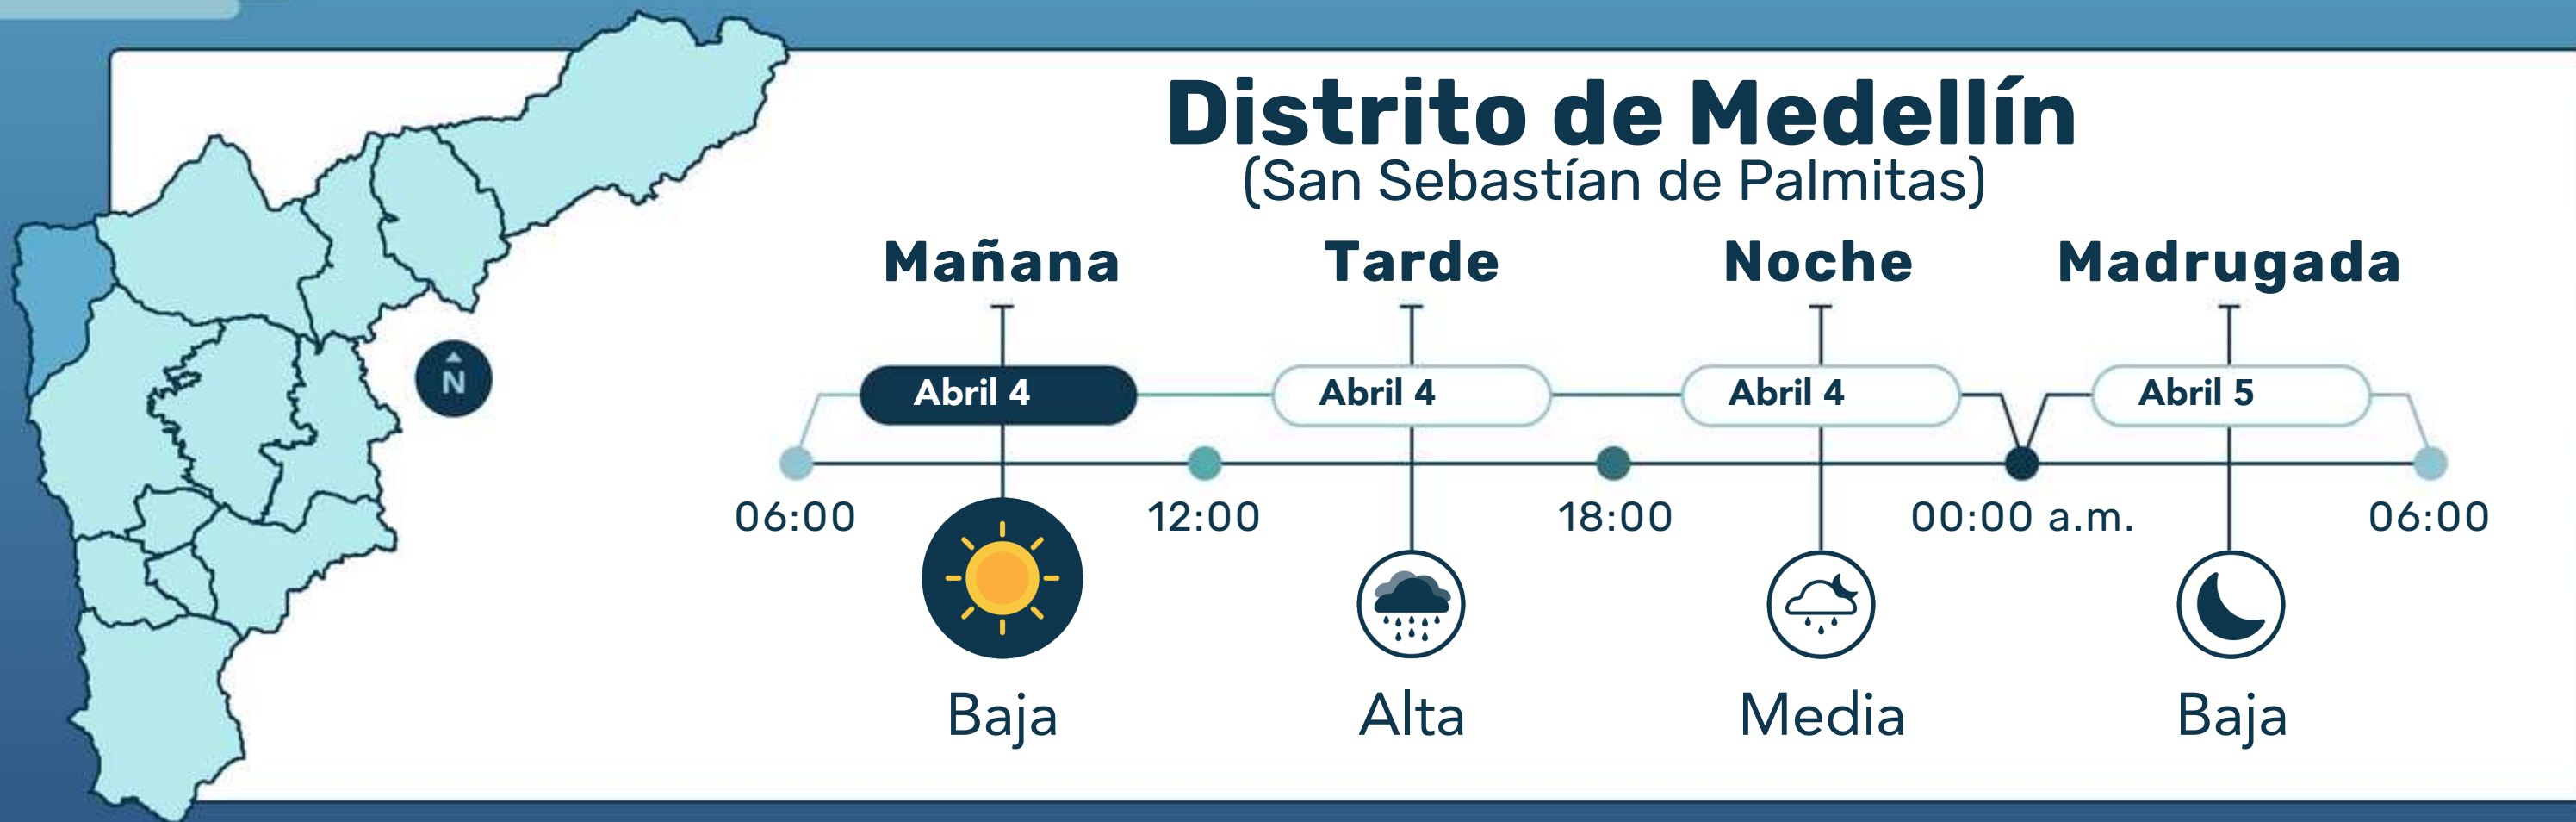 Distrito de Medellín
(San Sebastían de Palmitas)
Mañana Tarde Noche Madrugada
Abril 4 Abril 4 Abril 4 Abril 5
N
06:00 12:00 18:00 00:00 a.m. 06:00
Baja Alta Media Baja